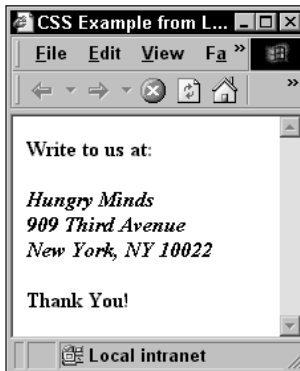 CSS Example from L...
File Edit View Fa »
»
Write to us at:
Hungry Minds
909 Third Avenue
New York, NY 10022
Thank You!
Local intranet